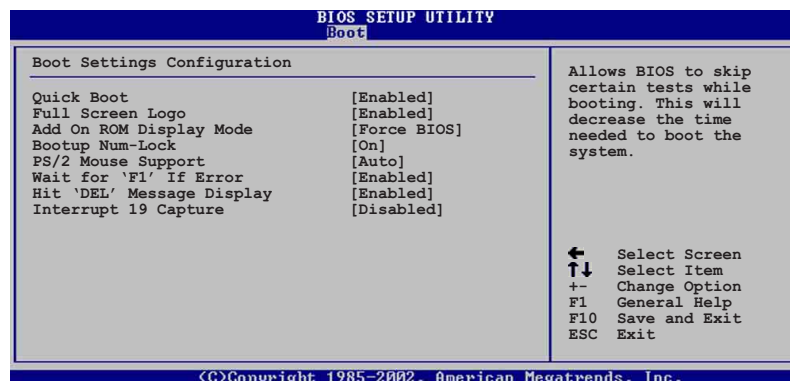 BIOS SETUP UTILITY
Boot
Boot Settings Configuration
Quick Boot [Enabled]
Full Screen Logo [Enabled]
Add On ROM Display Mode [Force BIOS]
Bootup Num-Lock [On]
PS/2 Mouse Support [Auto]
Wait for ‘F1’ If Error [Enabled]
Hit ‘DEL’ Message Display [Enabled]
Interrupt 19 Capture [Disabled]
Allows BIOS to skip
certain tests while
booting. This will
decrease the time
needed to boot the
system.
← Select Screen
↑↓ Select Item
+- Change Option
F1 General Help
F10 Save and Exit
ESC Exit
(C)Copyright 1985-2002, American Megatrends, Inc.